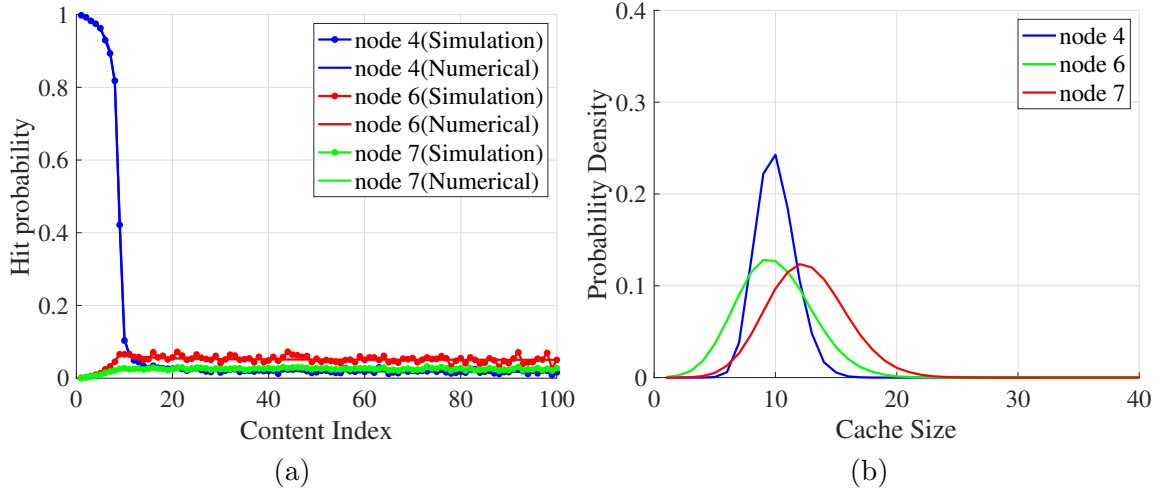 1
0.8
0.6
0.4
0.2
0
Hit probability
node 4(Simulation)
node 4(Numerical)
node 6(Simulation)
node 6(Numerical)
node 7(Simulation)
node 7(Numerical)
0 20 40 60 80 100
Content Index
(a)
0.4
0.3
0.2
0.1
0
Probability Density
node 4
node 6
node 7
0 10 20 30 40
Cache Size
(b)